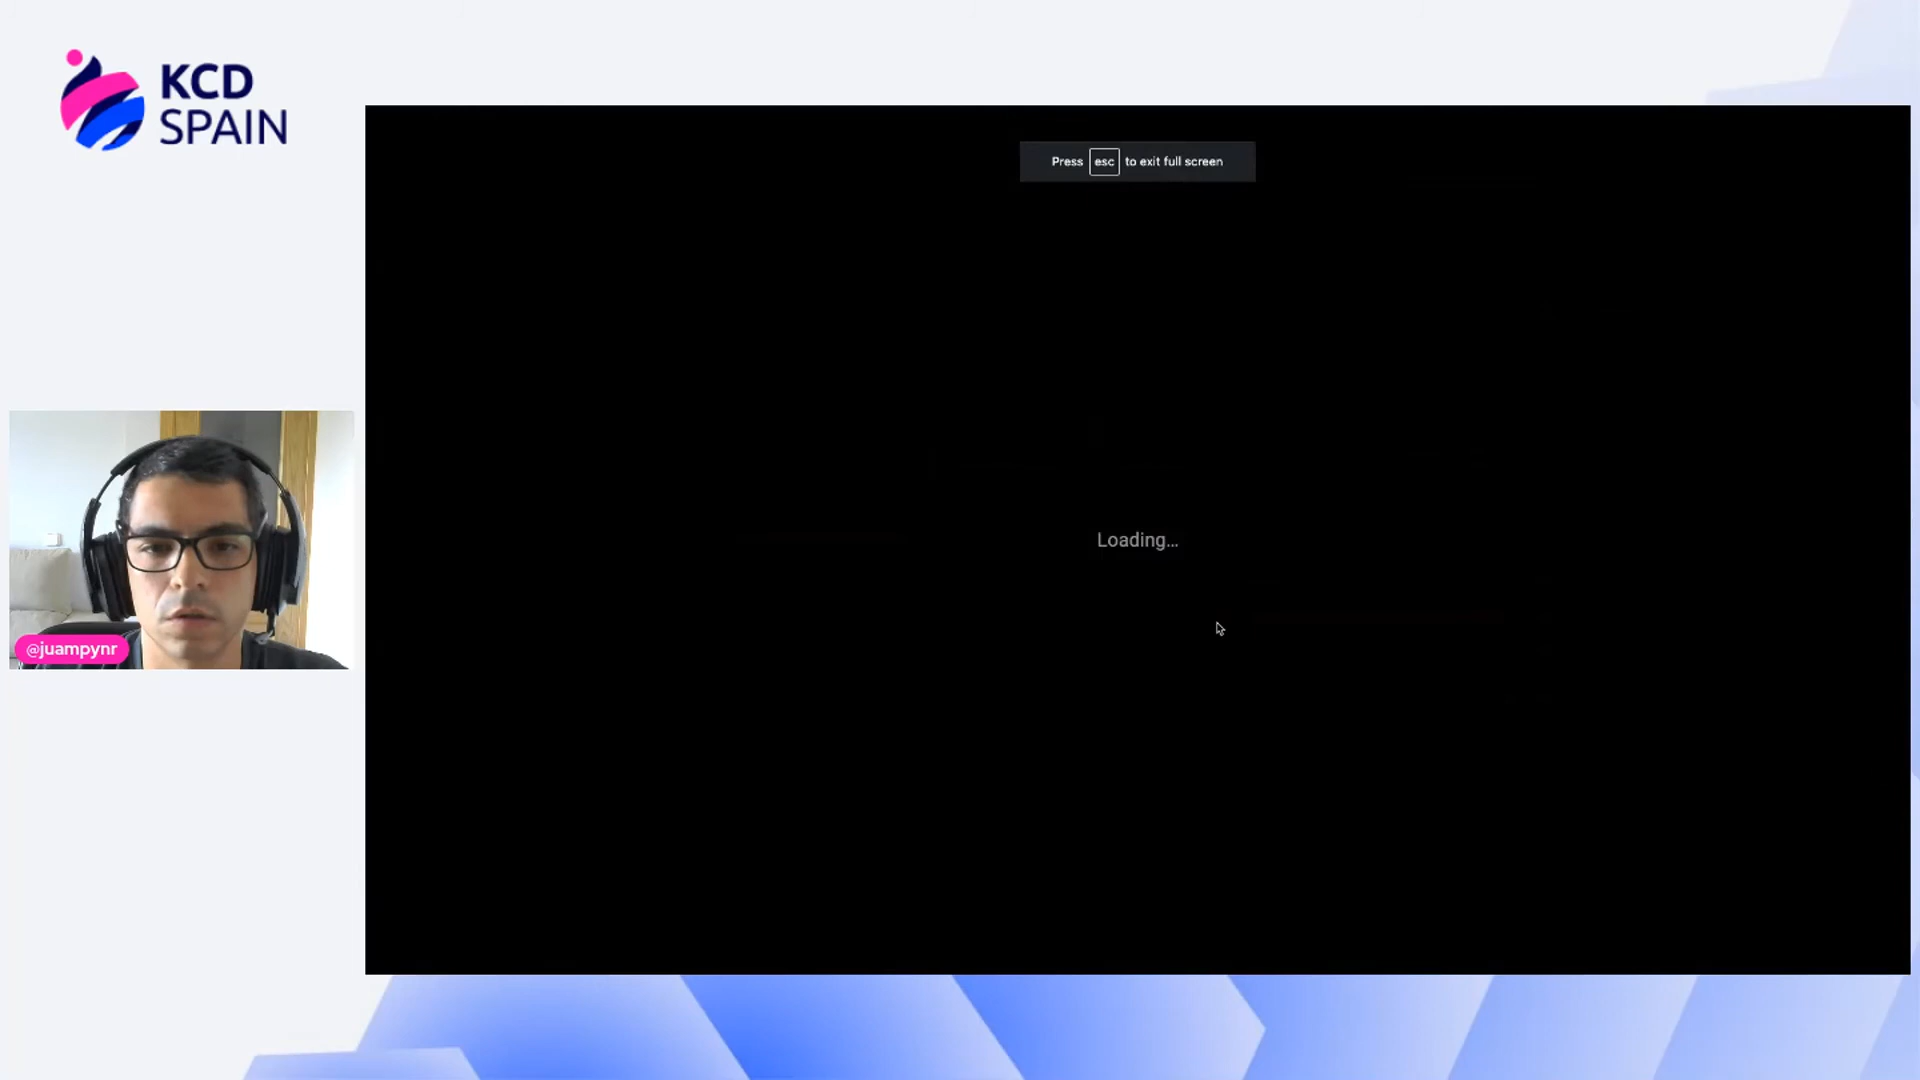 KCD
SPAIN
Press esc to exit full screen
Loading...
@juampynr